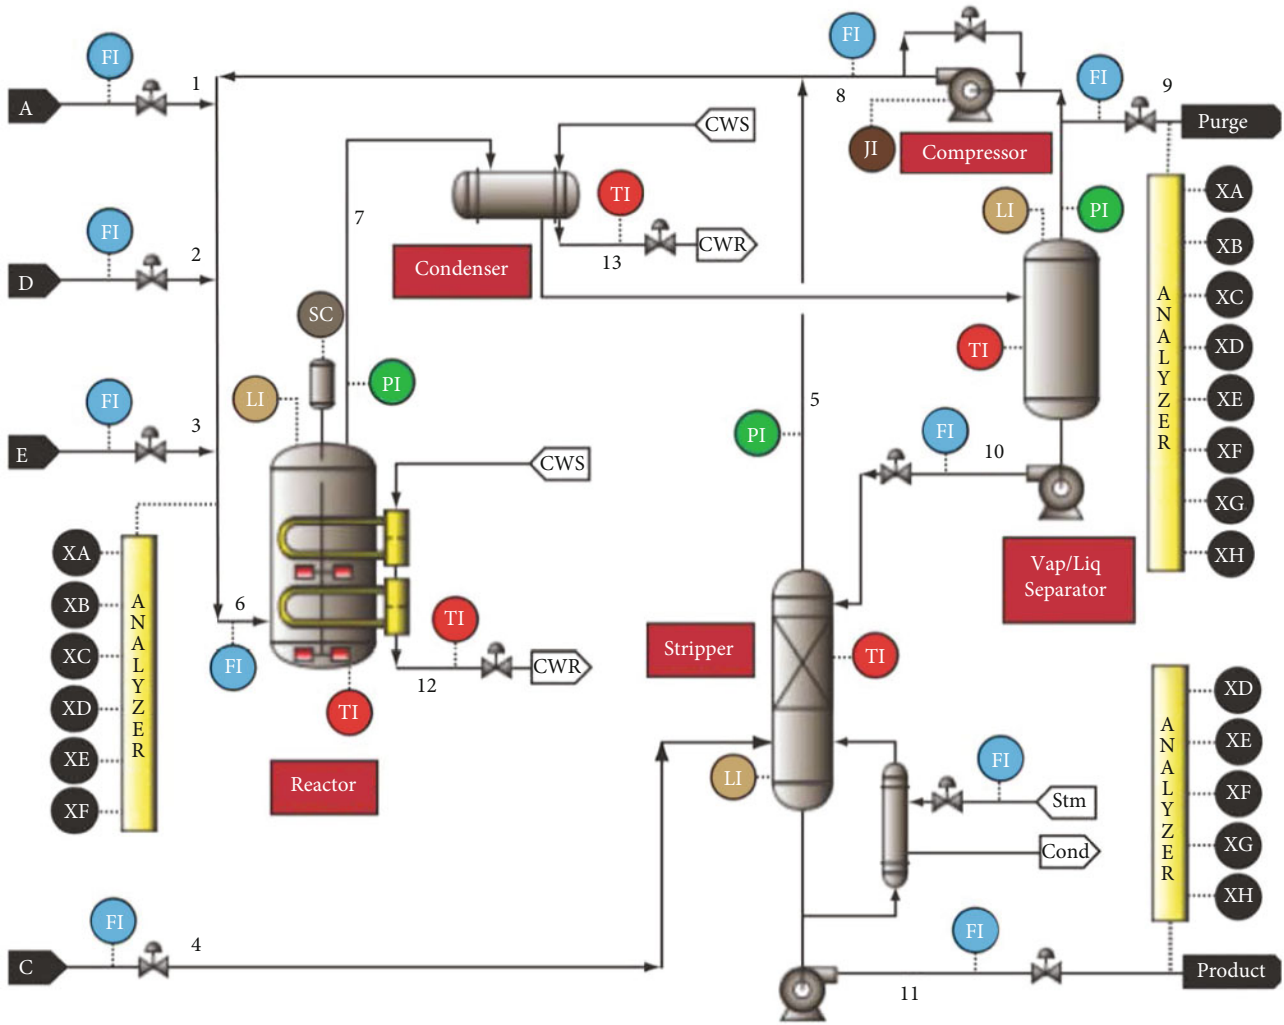 FI
8
FI
FI
9
1
A
CWS
Purge
JI
Compressor
XA
TI
LI
PI
7
FI
2
CWR
XB
13
D
Condenser
XC
SC
ANALYZER
TI
XD
PI
LI
FI
3
5
XE
PI
FI
10
XF
E
CWS
XG
XA
XH
ANALYZER
Vap/Liq
Separator
XB
6
TI
Stripper
XC
FI
CWR
TI
12
XD
TI
XD
ANALYZER
XE
XE
FI
Reactor
LI
XF
XF
Stm
XG
Cond
XH
FI
4
FI
C
Product
11